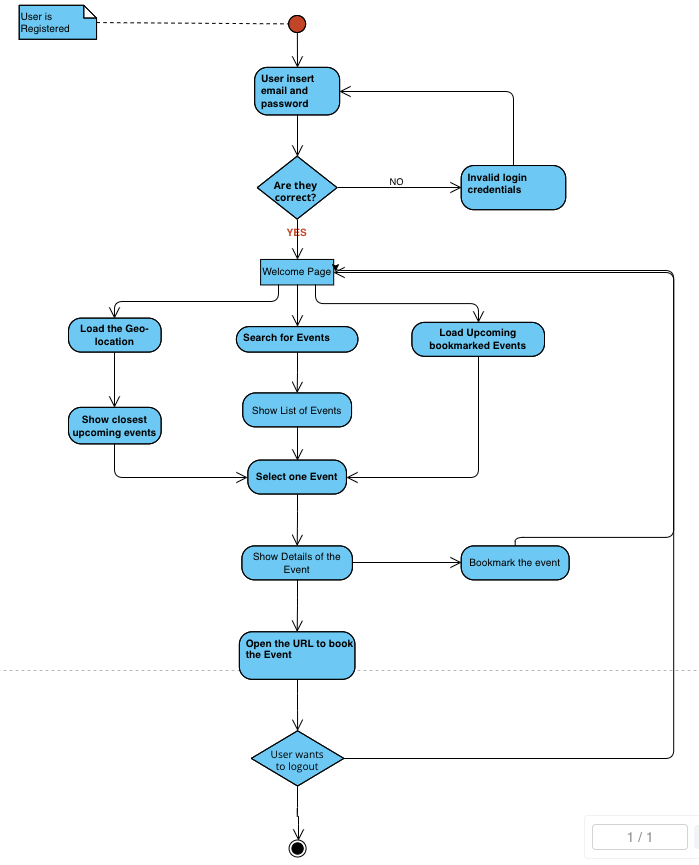 User is
Registered
User insert
email and
password
Are they
correct?
NO
Invalid login
credentials
YES
Welcome Page
Load the Geo-
location
Search for Events
Load Upcoming
bookmarked Events
Show closest
upcoming events
Show List of Events
Select one Event
Show Details of the
Event
Bookmark the event
Open the URL to book
the Event
User wants
to logout
1 / 1